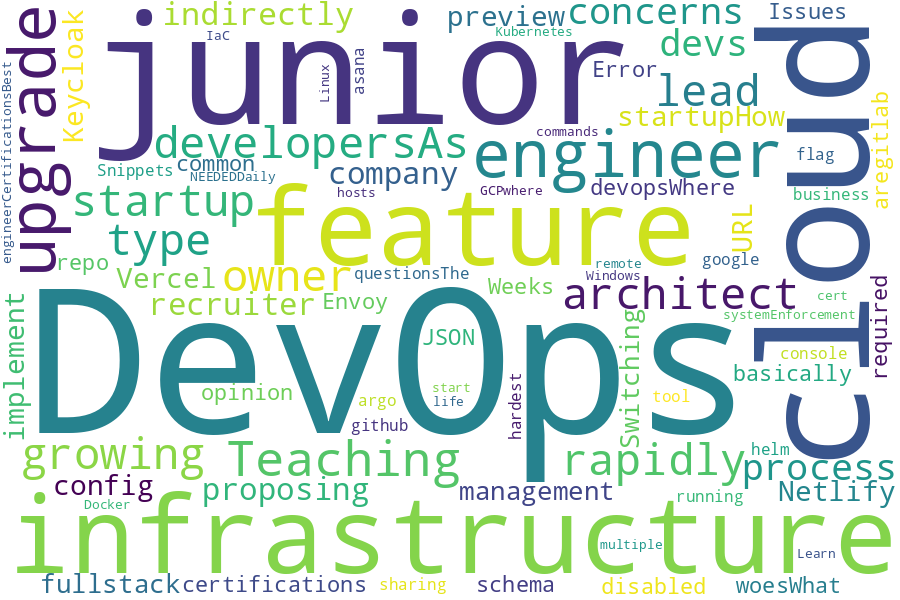 junior
indirectly
IaC
preview
concerns
Issues
Kubernetes
devs
Error
lead
startupHow
upgrade
Keycloak
engineerCertificationsBest
Linux
asana
cloud
developersAs
commands
engineer
flag
aregitlab
Snippets
common
NEEDEDDaily
company
hosts
GCPwhere
devopsWhere
business
startup
feature
URL
type
repo
Vercel
owner
questionsThe
remote
Windows
google
Weeks
architect
cert
required
recruiter
Envoy
systemEnforcement
implement
DevOps
JSON
Switching
console
basically
opinion
start
life
argo
tool
github
hardest
growing
Teaching
rapidly
helm
process
config
proposing
management
running
Netlify
Docker
infrastructure
multiple
Learn
fullstack
certifications
sharing
schema
disabled
woesWhat